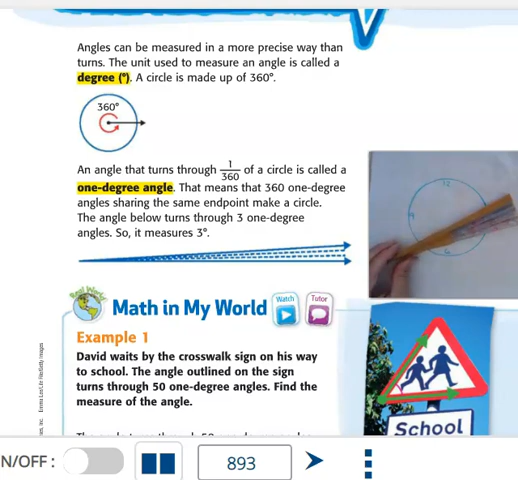 Angles can be measured in a more precise way than
turns. The unit used to measure an angle is called a
degree (°). A circle is made up of 360°.
360°
An angle that turns through 1/360 of a circle is called a
one-degree angle. That means that 360 one-degree
angles sharing the same endpoint make a circle.
The angle below turns through 3 one-degree
angles. So, it measures 3°.
12
6
Real World
Math in My World
Watch
Tutor
Example 1
David waits by the crosswalk sign on his way
to school. The angle outlined on the sign
turns through 50 one-degree angles. Find the
measure of the angle.
School
N/OFF :
893